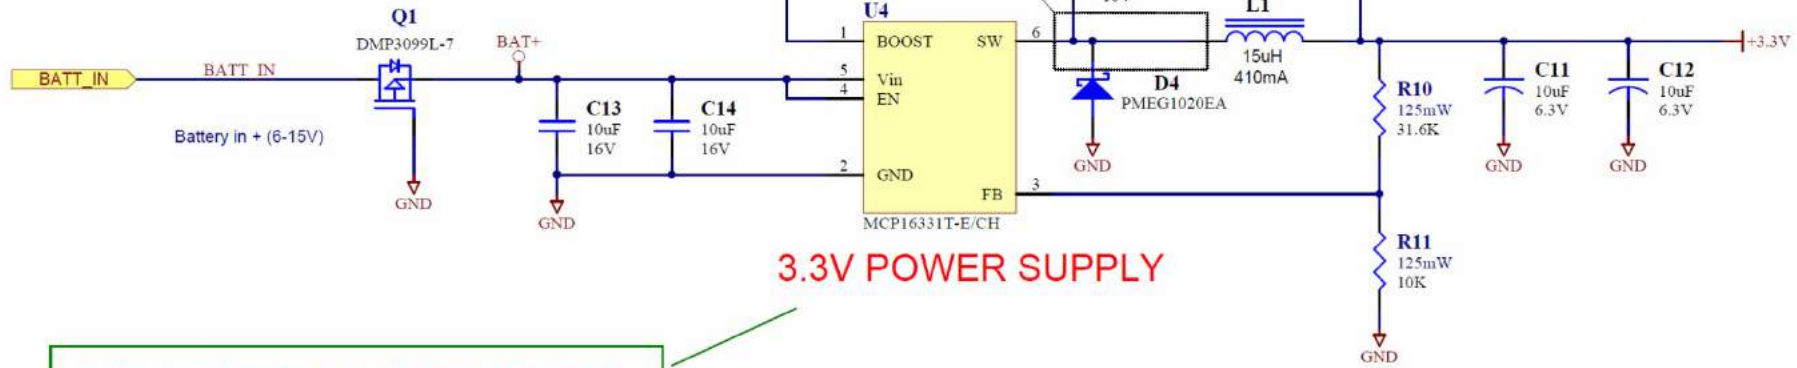 Q1
DMP3099L-7
BATT_IN
BATT_IN
BAT+
Battery in + (6-15V)
GND
C13
10uF
16V
C14
10uF
16V
GND
U4
1
BOOST
SW
6
5
Vin
4
EN
2
GND
FB
3
MCP16331T-E/CH
L1
15uH
410mA
D4
PMEG1020EA
GND
R10
125mW
31.6K
C11
10uF
6.3V
GND
C12
10uF
6.3V
GND
+3.3V
R11
125mW
10K
GND
3.3V POWER SUPPLY